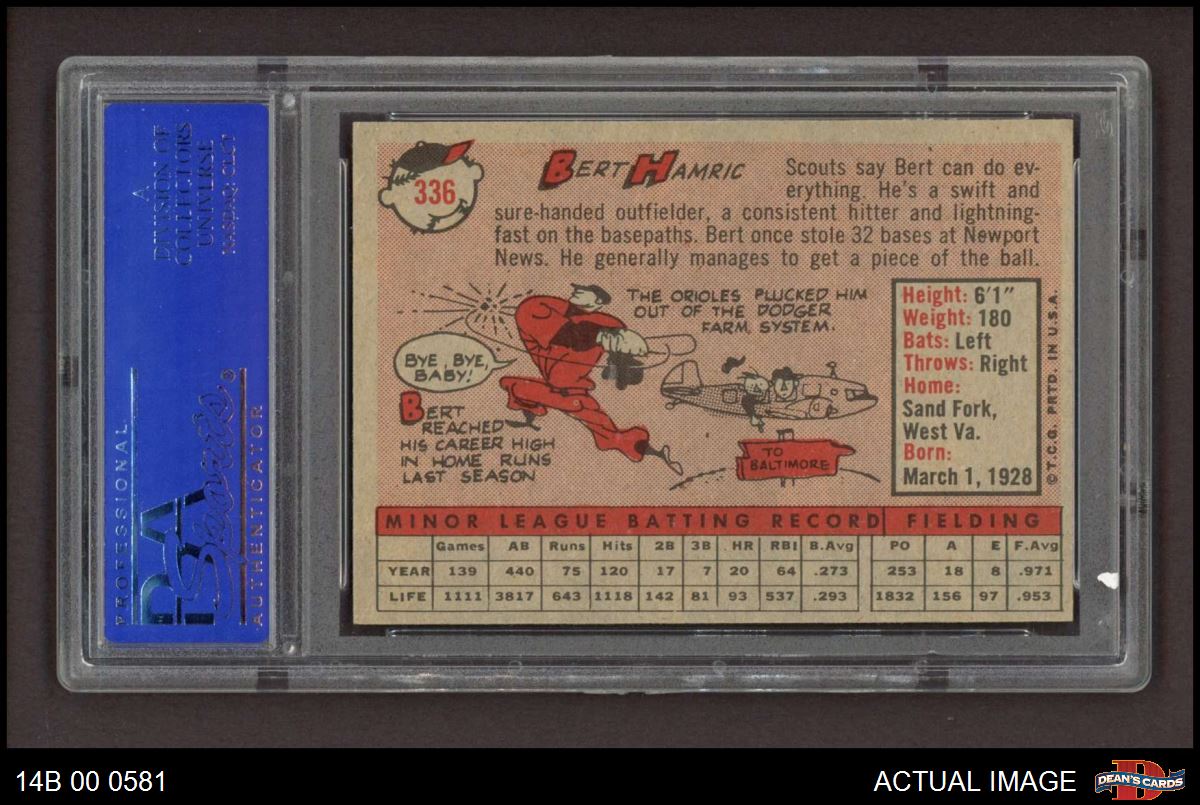 A
DIVISION OF
COLLECTORS
UNIVERSE
NASDAQ: CLCT
PROFESSIONAL
PSA
Sports
®
AUTHENTICATOR
336
BERT HAMRIC
Scouts say Bert can do ev-
erything. He's a swift and
sure-handed outfielder, a consistent hitter and lightning-
fast on the basepaths. Bert once stole 32 bases at Newport
News. He generally manages to get a piece of the ball.
BYE, BYE,
BABY!
BERT
REACHED
HIS CAREER HIGH
IN HOME RUNS
LAST SEASON
THE ORIOLES PLUCKED HIM
OUT OF THE DODGER
FARM SYSTEM.
TO
BALTIMORE
Height: 6'1"
Weight: 180
Bats: Left
Throws: Right
Home:
Sand Fork,
West Va.
Born:
March 1, 1928
© T.C.G. PRTD. IN U.S.A.
MINOR LEAGUE BATTING RECORD FIELDING
Games AB Runs Hits 2B 3B HR RBI B.Avg PO A E F.Avg
YEAR 139 440 75 120 17 7 20 64 .273 253 18 8 .971
LIFE 1111 3817 643 1118 142 81 93 537 .293 1832 156 97 .953
14B 00 0581
ACTUAL IMAGE
DEAN'S CARDS